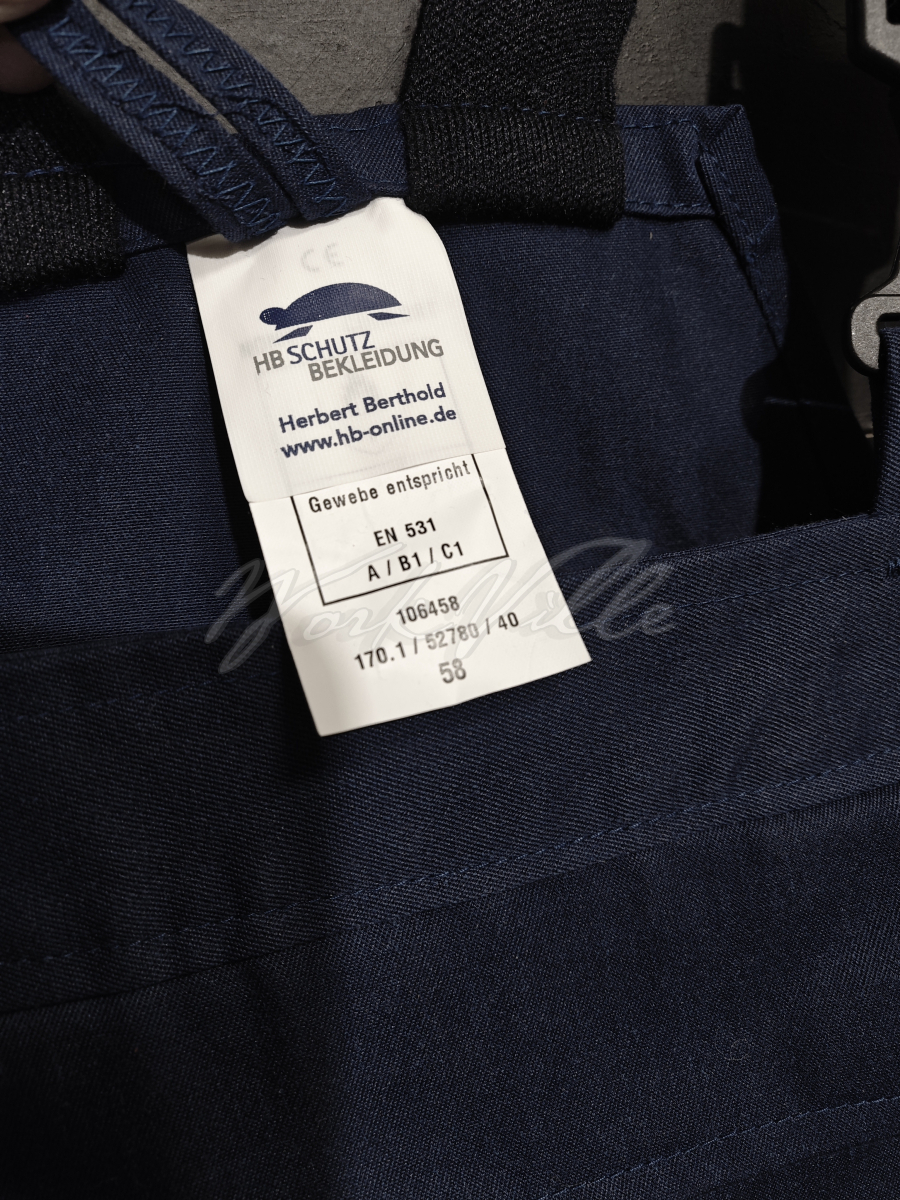 CE
HB SCHUTZ
BEKLEIDUNG
Herbert Berthold
www.hb-online.de
Gewebe entspricht
EN 531
A / B1 / C1
106458
170.1 / 52780 / 40
58
WorkVille